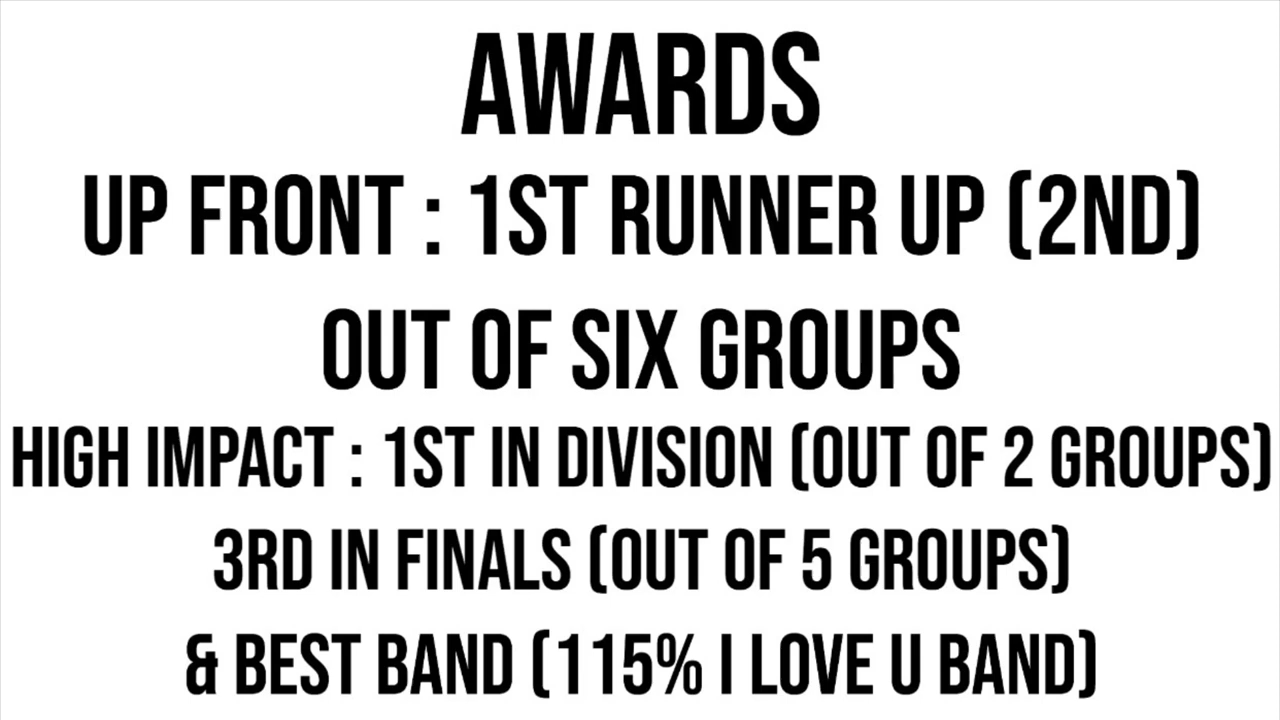 AWARDS
UP FRONT : 1ST RUNNER UP (2ND)
OUT OF SIX GROUPS
HIGH IMPACT : 1ST IN DIVISION (OUT OF 2 GROUPS)
3RD IN FINALS (OUT OF 5 GROUPS)
& BEST BAND (115% I LOVE U BAND)